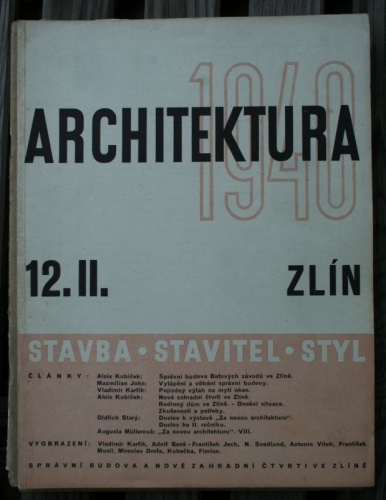 1940
ARCHITEKTURA
1940
12.II. ZLÍN
STAVBA • STAVITEL • STYL
ČLÁNKY: Alois Kubíček: Správní budova Baťových závodů ve Zlíně.
Maxmilian John: Vytápění a větrání správní budovy.
Vladimír Karfík: Pojízdný výtah na mytí oken.
Alois Kubíček: Nové zahradní čtvrti ve Zlíně.
Rodinný dům ve Zlíně. - Dnešní situace.
Zkušenosti a potřeby.
Oldřich Starý: Doslov k výstavě „Za novou architekturu".
Doslov ke II. ročníku.
Augusta Müllerová: „Za novou architekturu". VIII.
VYOBRAZENÍ: Vladimír Karfík, Adolf Benš - František Jech, N. Svedlund, Antonín Vítek, František
Musil, Miroslav Drofa, Kubečka, Florian.
SPRÁVNÍ BUDOVA A NOVÉ ZAHRADNÍ ČTVRTI VE ZLÍNĚ